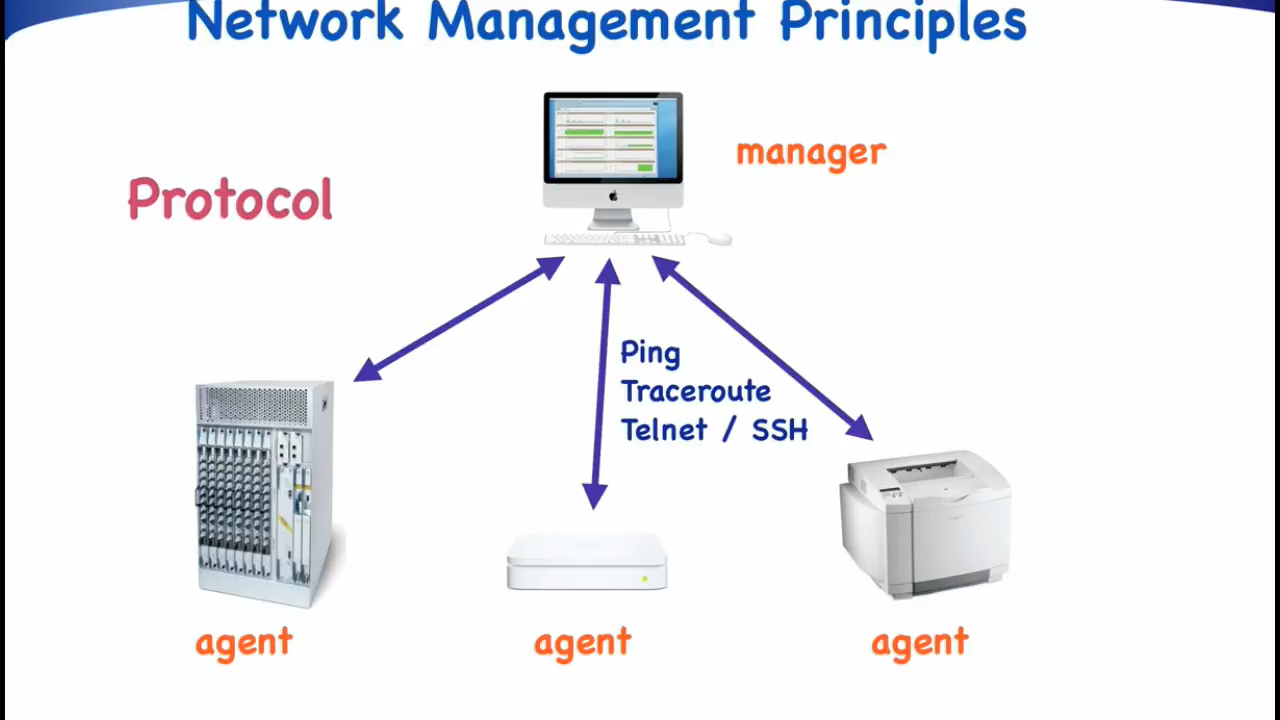 Network Management Principles
manager
Protocol
Ping
Traceroute
Telnet / SSH
agent
agent
agent